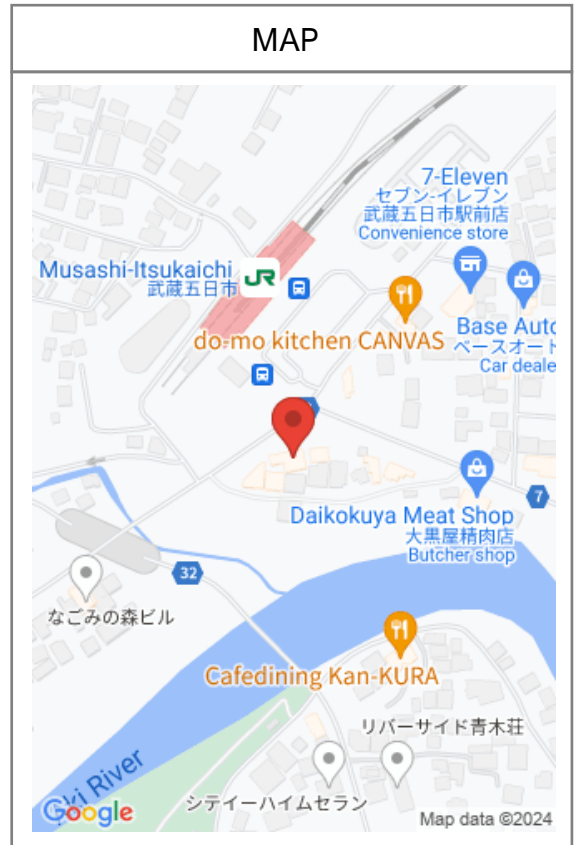 MAP
7-Eleven
セブン-イレブン
武蔵五日市駅前店
Convenience store
Musashi-Itsukaichi
武蔵五日市
JR
do-mo kitchen CANVAS
Base Auto
ベースオート
Car deale
Daikokuya Meat Shop
大黒屋精肉店
Butcher shop
7
32
なごみの森ビル
Cafedining Kan-KURA
リバーサイド青木荘
River
シテイーハイムセラン
Google
Map data ©2024